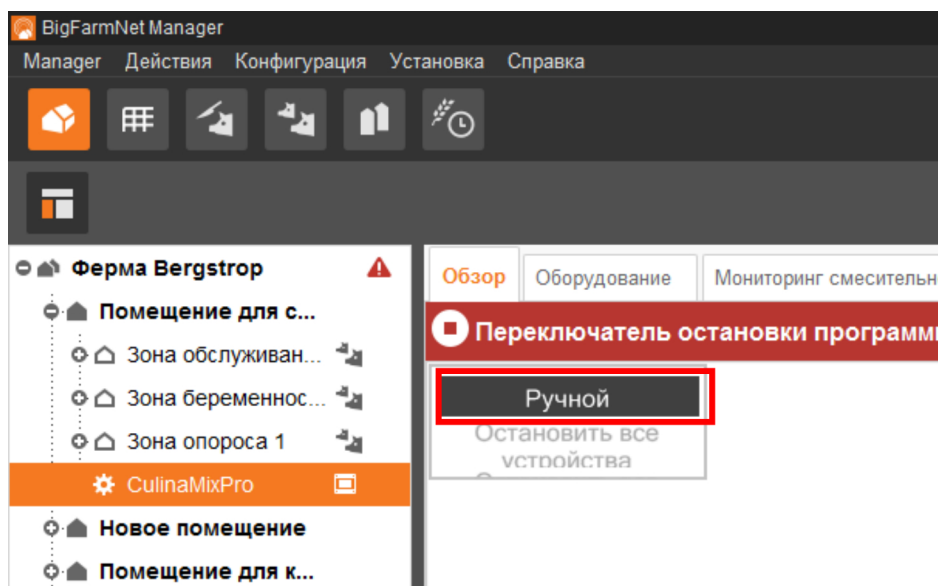 BigFarmNet Manager
Manager Действия Конфигурация Установка Справка
Ферма Bergstrop
Помещение для с...
Зона обслуживан...
Зона беременнос...
Зона опороса 1
CulinaMixPro
Новое помещение
Помещение для к...
Обзор Оборудование Мониторинг смесительн
Переключатель остановки программ
Ручной
Остановить все
устройства